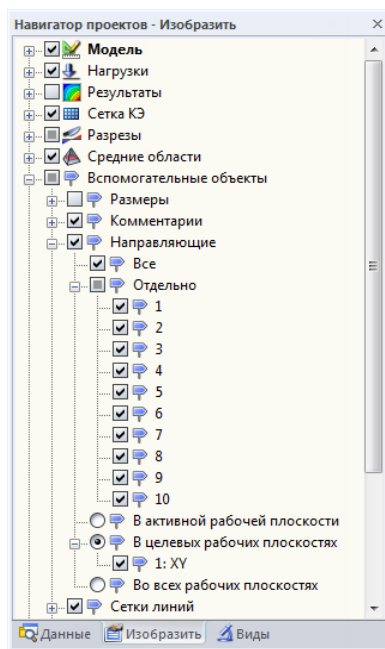 Навигатор проектов - Изобразить
Модель
Нагрузки
Результаты
Сетка КЭ
Разрезы
Средние области
Вспомогательные объекты
Размеры
Комментарии
Направляющие
Все
Отдельно
1
2
3
4
5
6
7
8
9
10
В активной рабочей плоскости
В целевых рабочих плоскостях
1: XY
Во всех рабочих плоскостях
Сетки линий
Данные Изобразить Виды